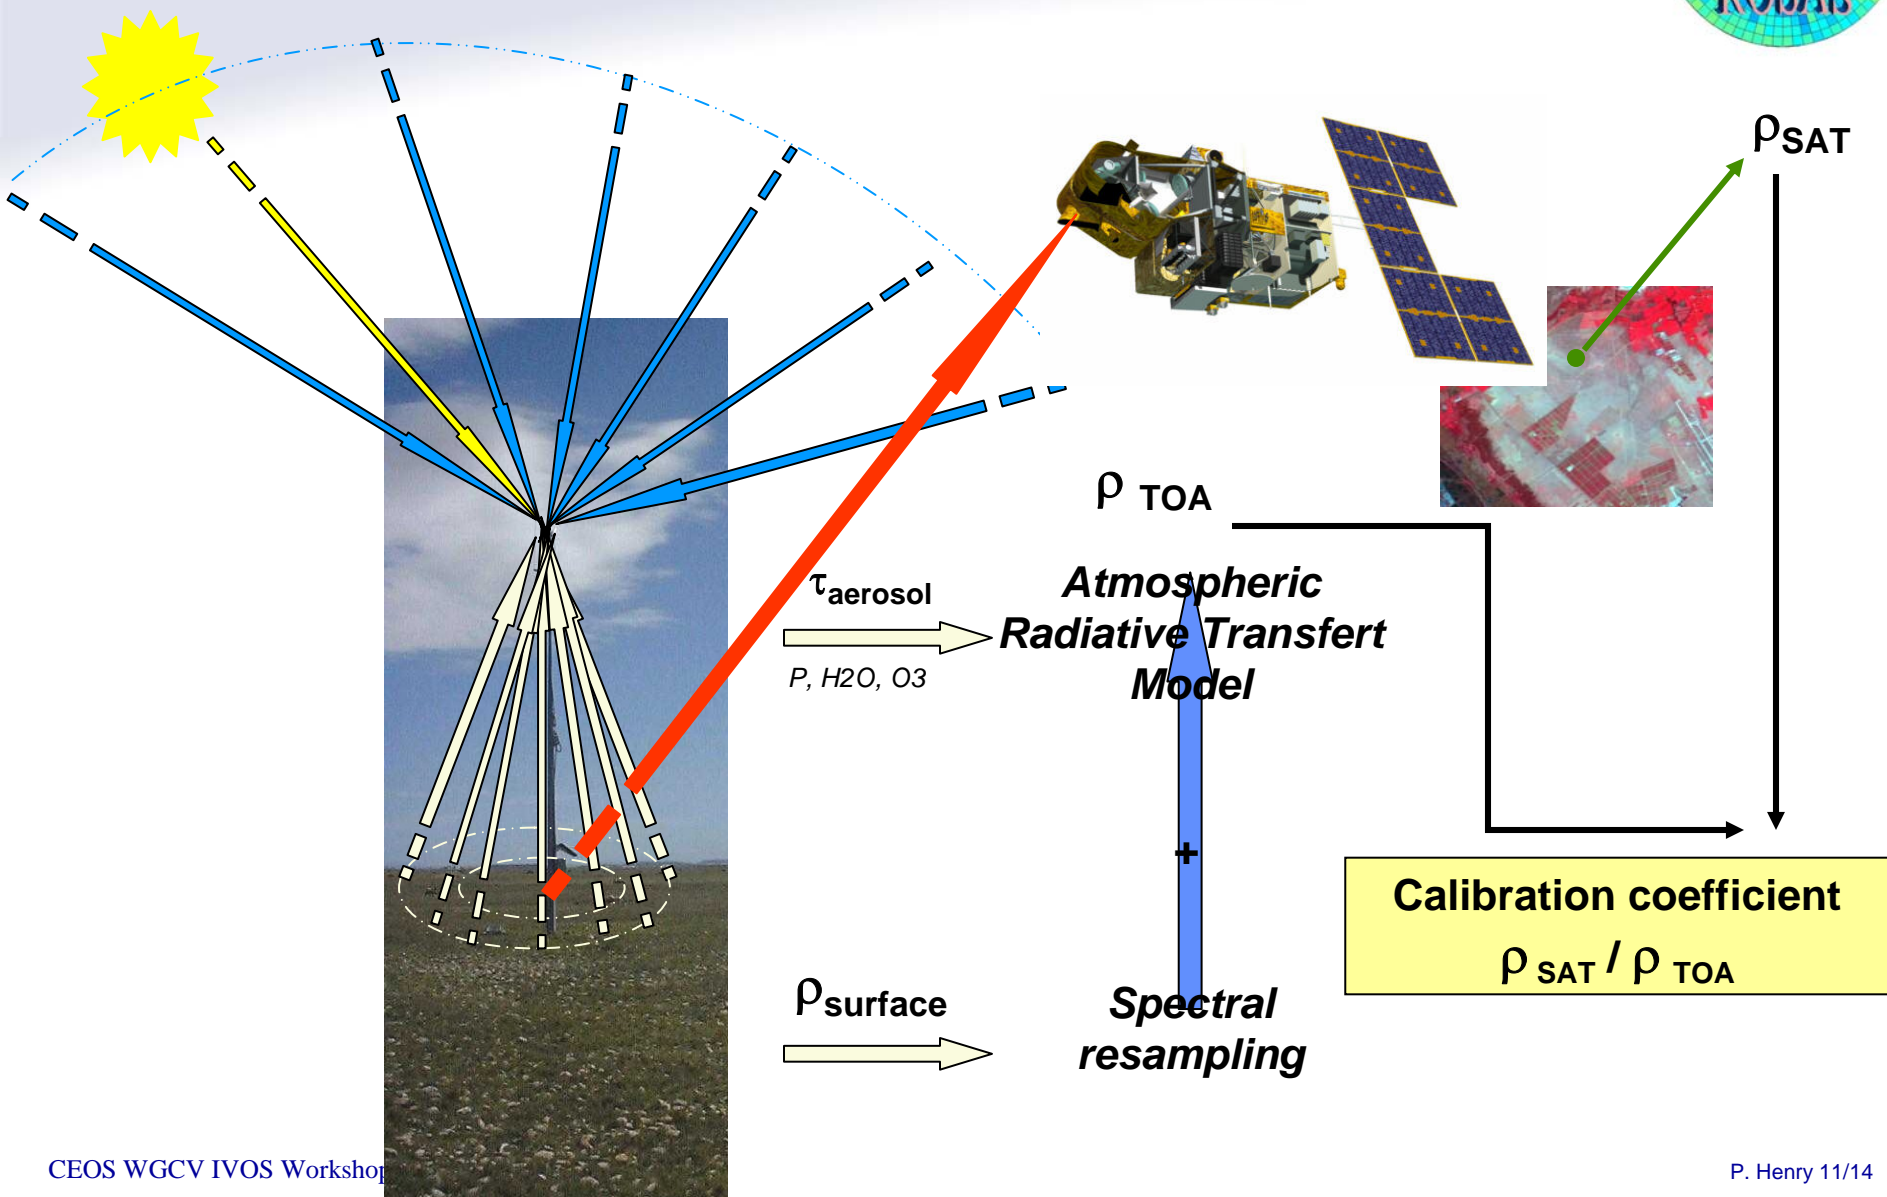 ρSAT
ρ TOA
τaerosol
P, H2O, O3
Atmospheric
Radiative Transfert
Model
+
Calibration coefficient
ρ SAT / ρ TOA
ρsurface
Spectral
resampling
CEOS WGCV IVOS Workshop
P. Henry 11/14